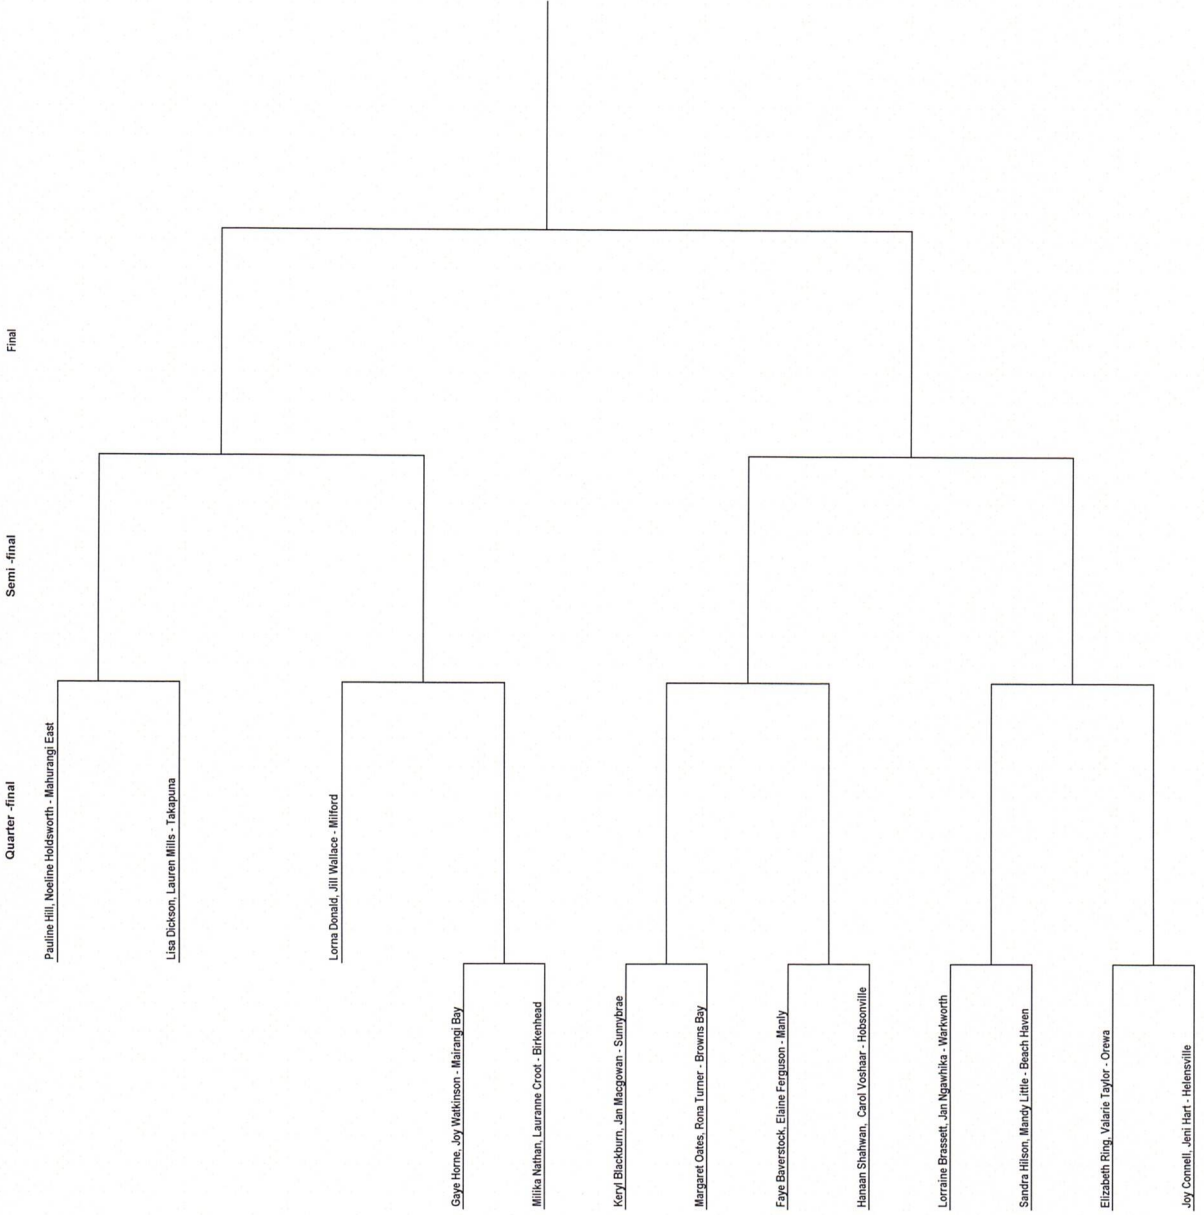 Quarter -final
Semi -final
Final
Pauline Hill, Noeline Holdsworth - Mahurangi East
Lisa Dickson, Lauren Mills - Takapuna
Lorna Donald, Jill Wallace - Milford
Gaye Horne, Joy Watkinson - Mairangi Bay
Milika Nathan, Lauranne Croot - Birkenhead
Keryl Blackburn, Jan Macgowan - Sunnybrae
Margaret Oates, Rona Turner - Browns Bay
Faye Baverstock, Elaine Ferguson - Manly
Hanaan Shahwan, Carol Voshaar - Hobsonville
Lorraine Brassett, Jan Ngawhika - Warkworth
Sandra Hilson, Mandy Little - Beach Haven
Elizabeth Ring, Valarie Taylor - Orewa
Joy Connell, Jeni Hart - Helensville